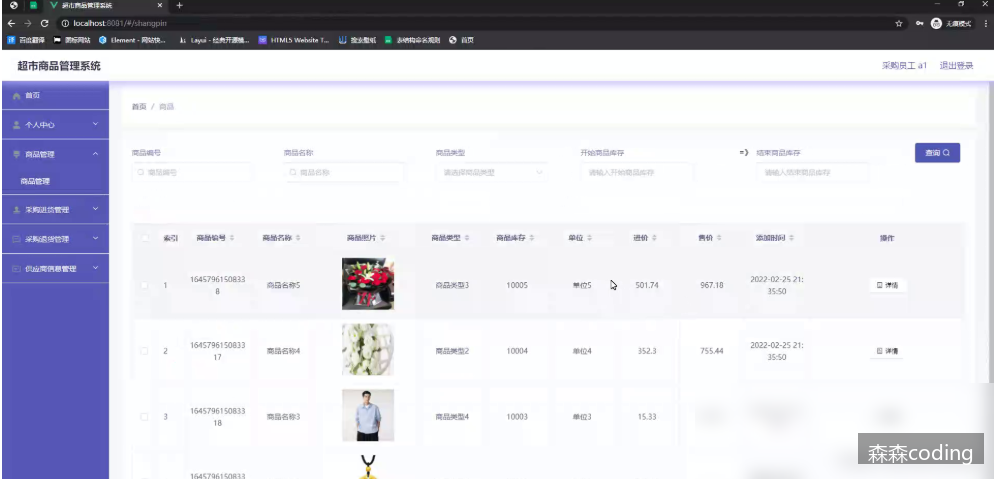 超市商品管理系统
localhost:8081/#/shangpin
无痕模式
百度翻译 图标网站 Element - 网站快... Layui - 经典开源模... HTML5 Website T... 搜索壁纸 表结构命名规则 首页
超市商品管理系统
采购员工 a1 退出登录
首页
个人中心
商品管理
商品管理
采购进货管理
采购退货管理
供应商信息管理
首页 / 商品
商品编号 商品名称 商品类型 开始商品库存 => 结束商品库存
商品编号 商品名称 请选择商品类型 请输入开始商品库存 请输入结束商品库存 查询
索引 商品编号 商品名称 商品照片 商品类型 商品库存 单位 进价 售价 添加时间 操作
1 1645796150833 8 商品名称5 商品类型3 10005 单位5 501.74 967.18 2022-02-25 21:35:50 详情
2 1645796150833 17 商品名称4 商品类型2 10004 单位4 352.3 755.44 2022-02-25 21:35:50 详情
3 1645796150833 18 商品名称3 商品类型4 10003 单位3 15.33
1645796150833
森森coding